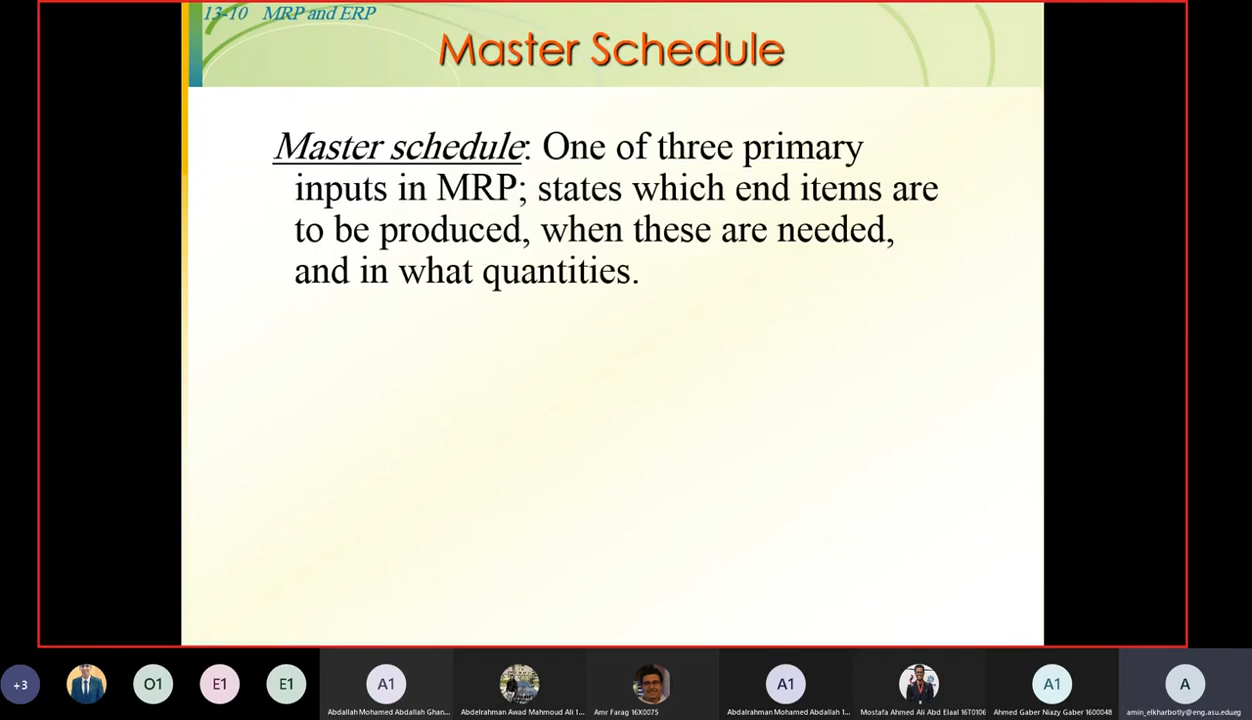 13-10 MRP and ERP
Master Schedule
Master schedule: One of three primary
inputs in MRP; states which end items are
to be produced, when these are needed,
and in what quantities.
+3
O1
E1
E1
A1
A1
A1
A
Abdallah Mohamed Abdallah Ghan...
Abdelrahman Awad Mahmoud Ali 1...
Amr Farag 16X0075
Abdalrahman Mohamed Abdallah 1...
Mostafa Ahmed Ali Abd Elaal 16T0106
Ahmed Gaber Niazy Gaber 1600048
amin_elkharbotly@eng.asu.edueg